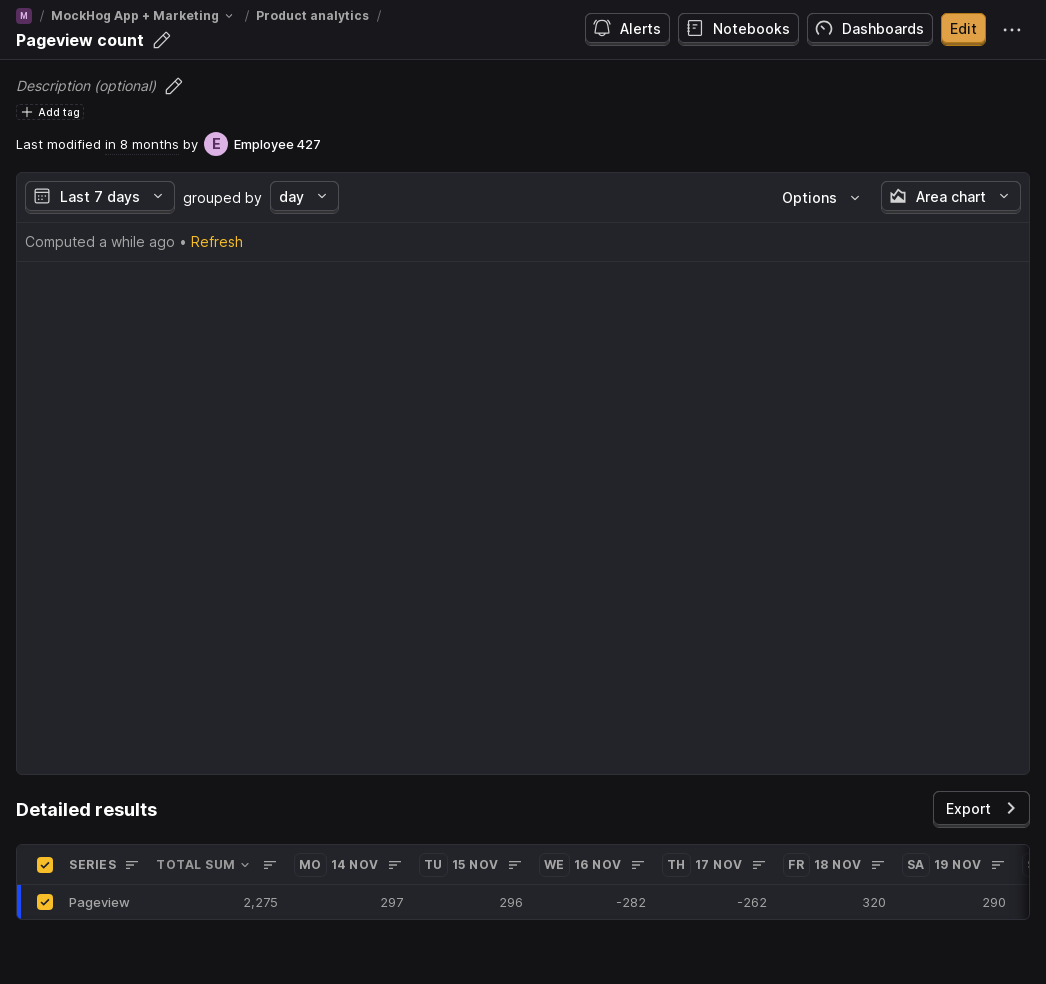 M / MockHog App + Marketing / Product analytics /
Pageview count
Alerts Notebooks Dashboards Edit
Description (optional)
Add tag
Last modified in 8 months by E Employee 427
Last 7 days grouped by day Options Area chart
Computed a while ago • Refresh
Detailed results
Export
SERIES TOTAL SUM MO 14 NOV TU 15 NOV WE 16 NOV TH 17 NOV FR 18 NOV SA 19 NOV
Pageview 2,275 297 296 -282 -262 320 290